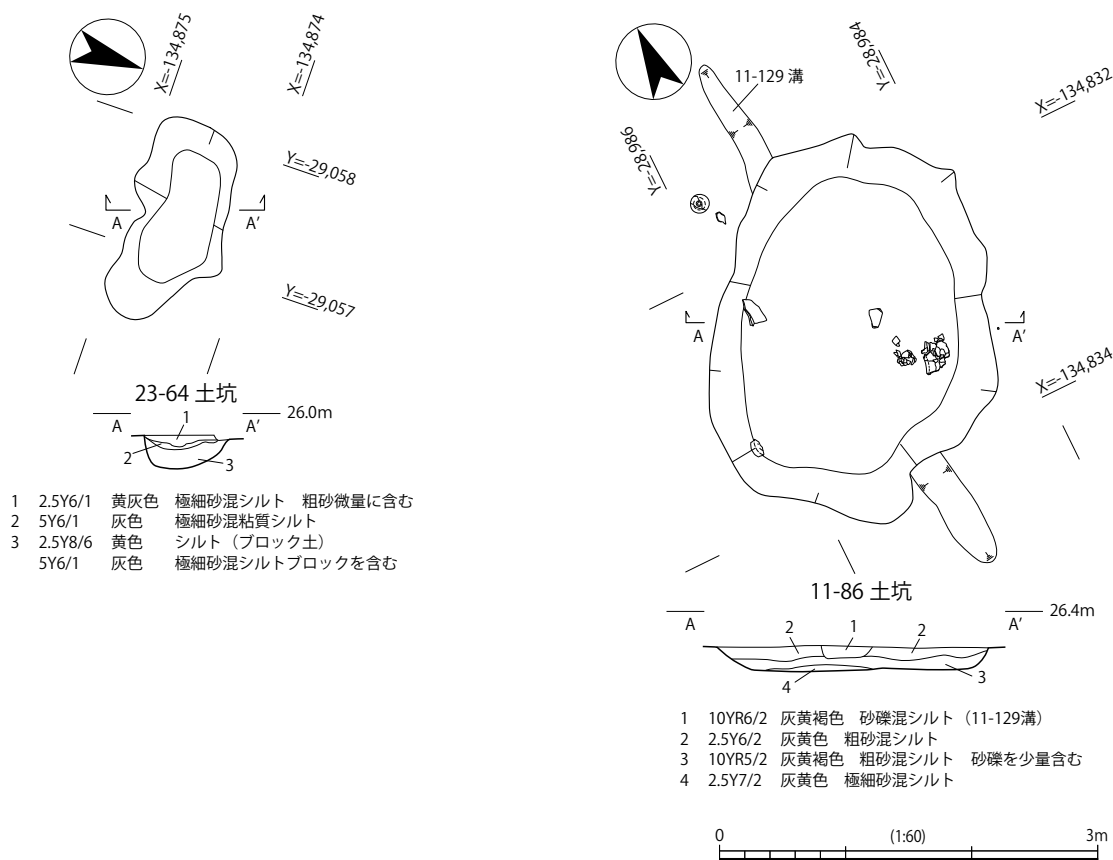 X=-134,875
X=-134,874
Y=-29,058
Y=-29,057
A
A'
23-64 土坑
A
A'
26.0m
1
2
3
1 2.5Y6/1 黄灰色 極細砂混シルト 粗砂微量に含む
2 5Y6/1 灰色 極細砂混粘質シルト
3 2.5Y8/6 黄色 シルト（ブロック土）
5Y6/1 灰色 極細砂混シルトブロックを含む
11-129 溝
Y=-28,984
X=-134,832
Y=-28,986
A
A'
X=-134,834
11-86 土坑
A
A'
26.4m
2
1
2
4
3
1 10YR6/2 灰黄褐色 砂礫混シルト（11-129溝）
2 2.5Y6/2 灰黄色 粗砂混シルト
3 10YR5/2 灰黄褐色 粗砂混シルト 砂礫を少量含む
4 2.5Y7/2 灰黄色 極細砂混シルト
0
(1:60)
3m